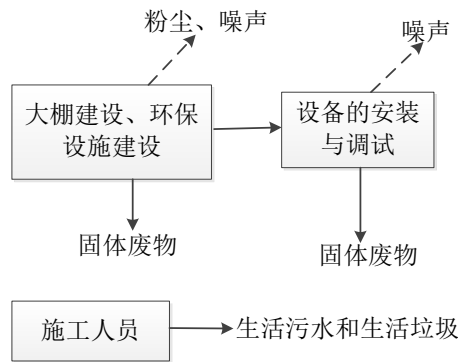 粉尘、噪声
噪声
大棚建设、环保
设施建设
设备的安装
与调试
固体废物
固体废物
施工人员
生活污水和生活垃圾